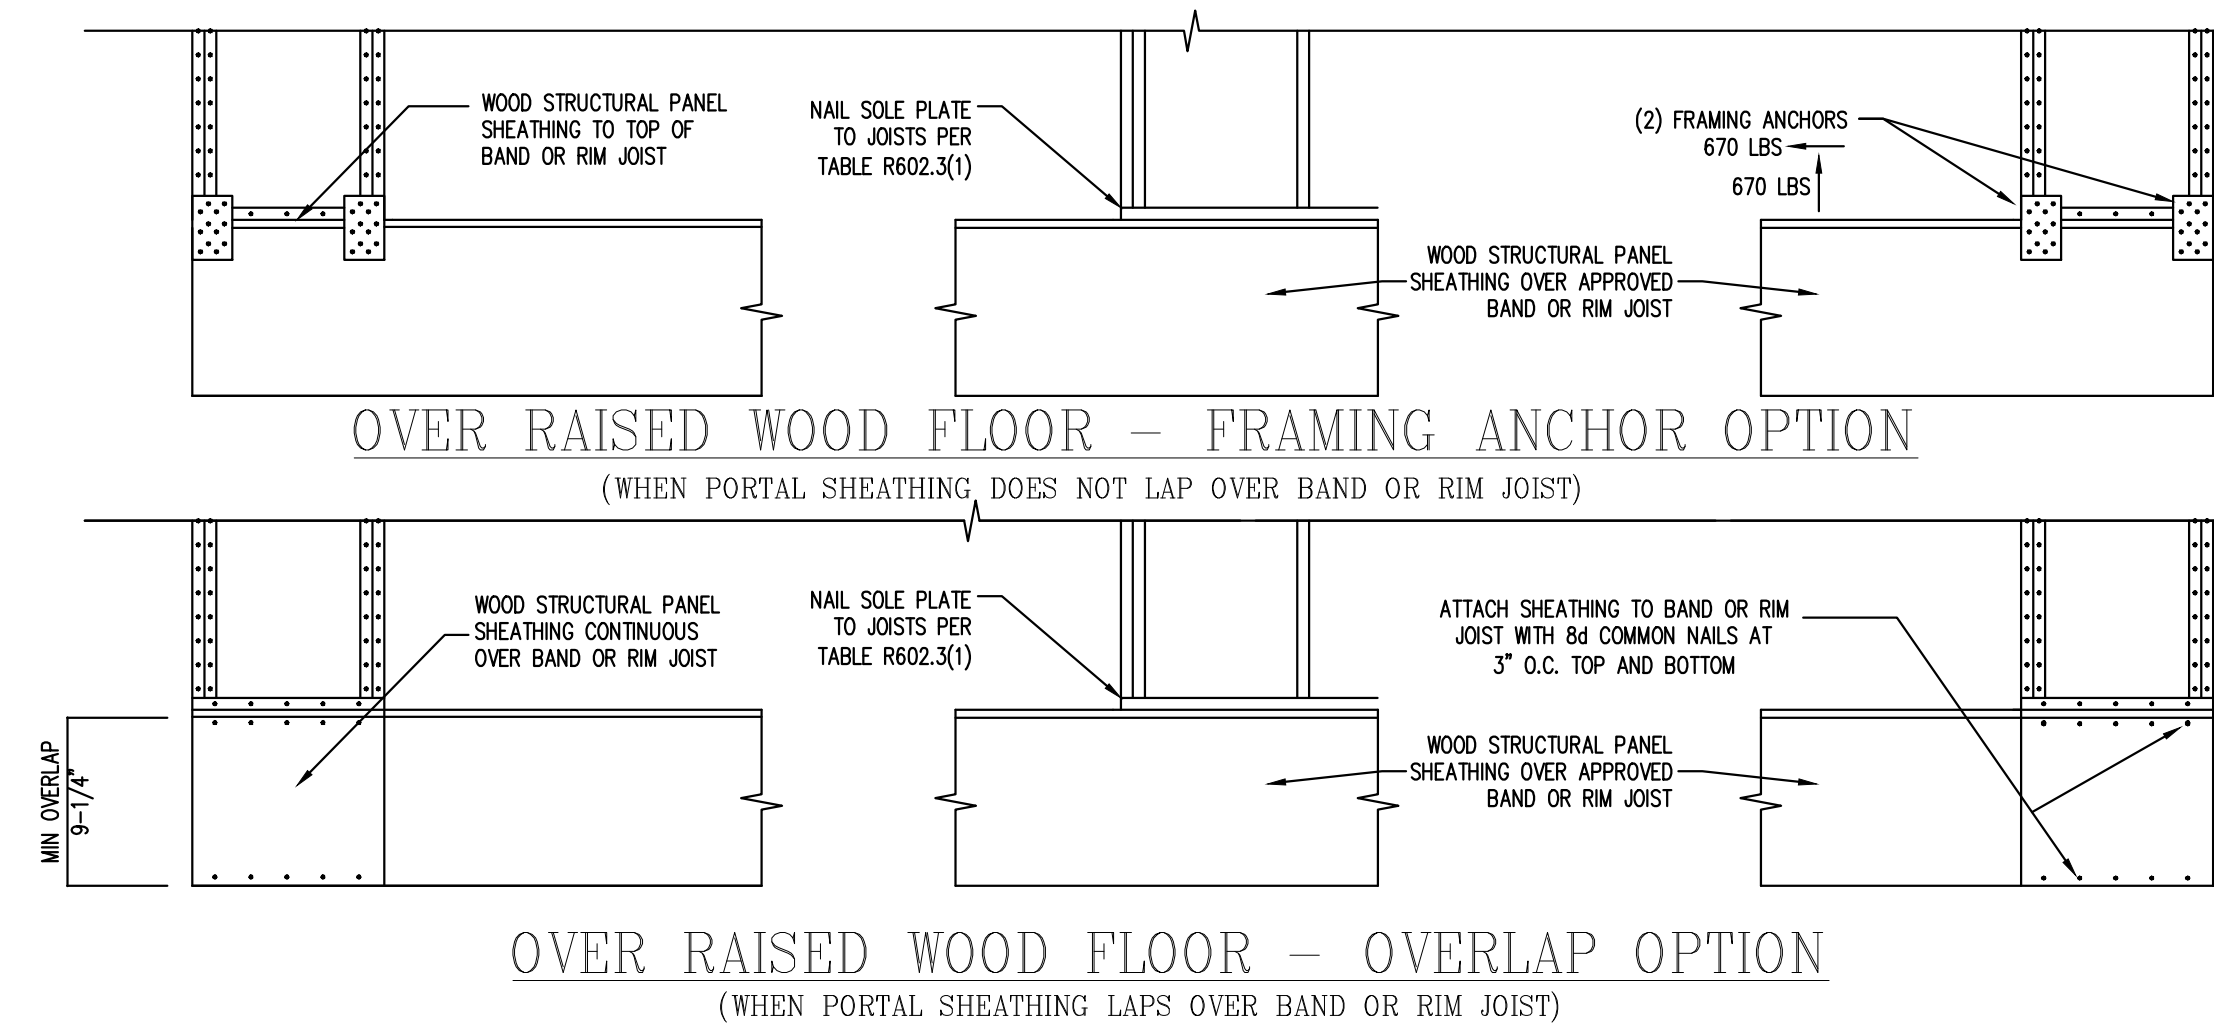 WOOD STRUCTURAL PANEL
SHEATHING TO TOP OF
BAND OR RIM JOIST
NAIL SOLE PLATE
TO JOISTS PER
TABLE R602.3(1)
(2) FRAMING ANCHORS
670 LBS
670 LBS
WOOD STRUCTURAL PANEL
SHEATHING OVER APPROVED
BAND OR RIM JOIST
OVER RAISED WOOD FLOOR – FRAMING ANCHOR OPTION
(WHEN PORTAL SHEATHING DOES NOT LAP OVER BAND OR RIM JOIST)
WOOD STRUCTURAL PANEL
SHEATHING CONTINUOUS
OVER BAND OR RIM JOIST
NAIL SOLE PLATE
TO JOISTS PER
TABLE R602.3(1)
ATTACH SHEATHING TO BAND OR RIM
JOIST WITH 8d COMMON NAILS AT
3" O.C. TOP AND BOTTOM
MIN OVERLAP
9-1/4"
WOOD STRUCTURAL PANEL
SHEATHING OVER APPROVED
BAND OR RIM JOIST
OVER RAISED WOOD FLOOR – OVERLAP OPTION
(WHEN PORTAL SHEATHING LAPS OVER BAND OR RIM JOIST)